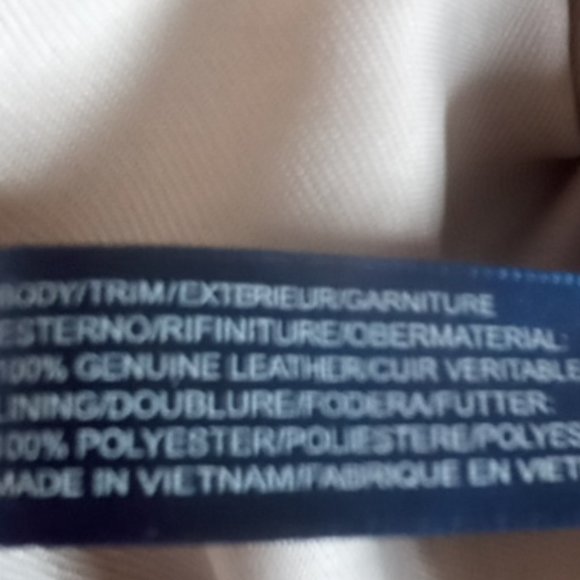 BODY/TRIM/EXTERIEUR/GARNITURE
ESTERNO/RIFINITURE/OBERMATERIAL:
100% GENUINE LEATHER/CUIR VERITABLE
LINING/DOUBLURE/FODERA/FUTTER:
100% POLYESTER/POLIESTERE/POLYES
MADE IN VIETNAM/FABRIQUE EN VIET